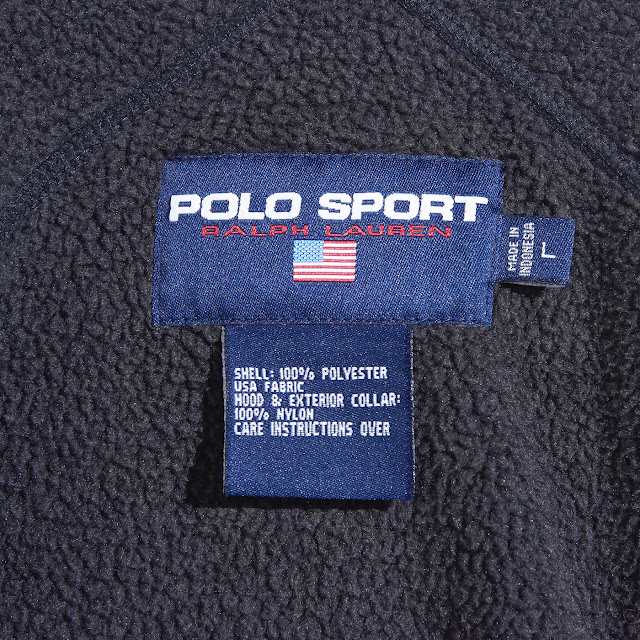 POLO SPORT
RALPH LAUREN
MADE IN
INDONESIA
L
SHELL: 100% POLYESTER
USA FABRIC
HOOD & EXTERIOR COLLAR:
100% NYLON
CARE INSTRUCTIONS OVER